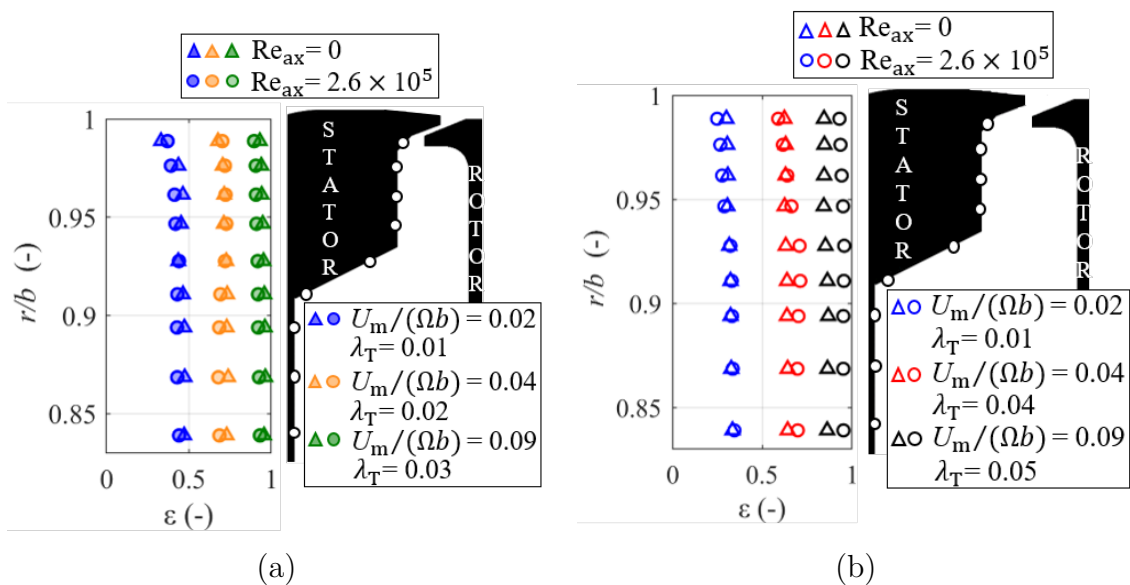 Re_ax= 0
Re_ax= 2.6 × 10^5
1
0.95
0.9
0.85
r/b (-)
0
0.5
1
ε (-)
STATOR
ROTOR
U_m/(Ωb) = 0.02
λ_T= 0.01
U_m/(Ωb) = 0.04
λ_T= 0.02
U_m/(Ωb) = 0.09
λ_T= 0.03
(a)
Re_ax= 0
Re_ax= 2.6 × 10^5
1
0.95
0.9
0.85
r/b (-)
0
0.5
1
ε (-)
STATOR
ROTOR
U_m/(Ωb) = 0.02
λ_T= 0.01
U_m/(Ωb) = 0.04
λ_T= 0.04
U_m/(Ωb) = 0.09
λ_T= 0.05
(b)